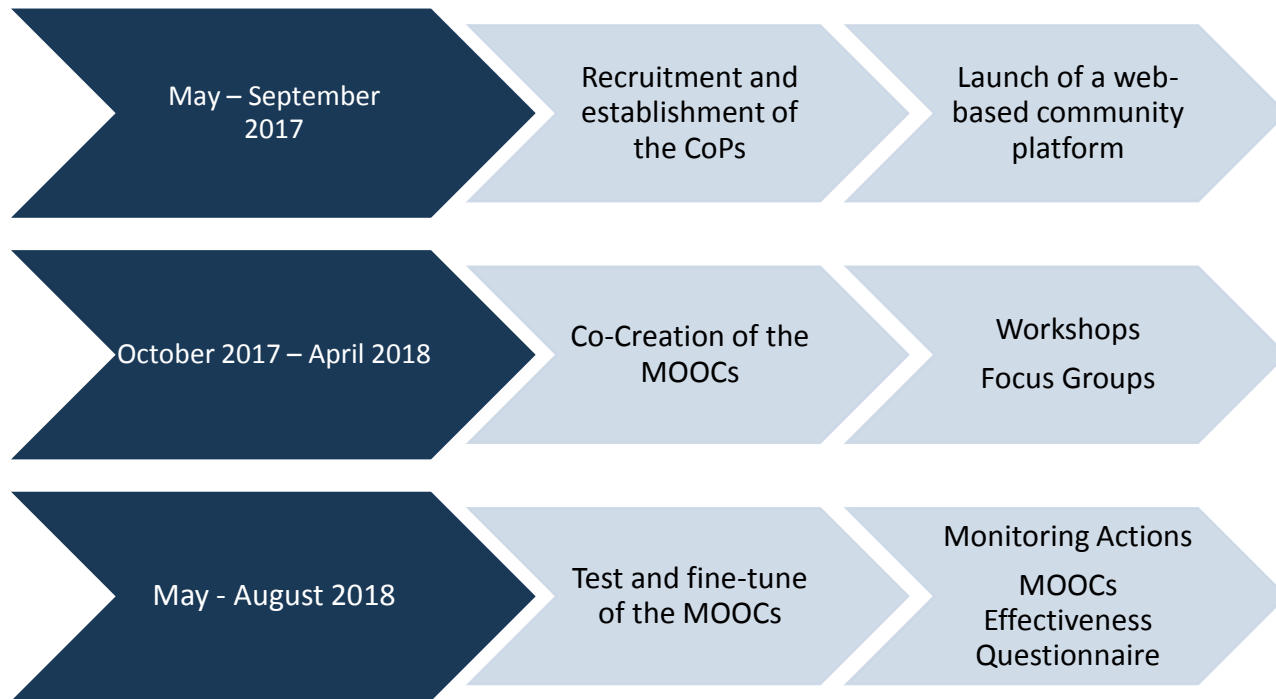 May – September
2017
Recruitment and
establishment of
the CoPs
Launch of a web-
based community
platform
October 2017 – April 2018
Co-Creation of the
MOOCs
Workshops
Focus Groups
May - August 2018
Test and fine-tune
of the MOOCs
Monitoring Actions
MOOCs
Effectiveness
Questionnaire